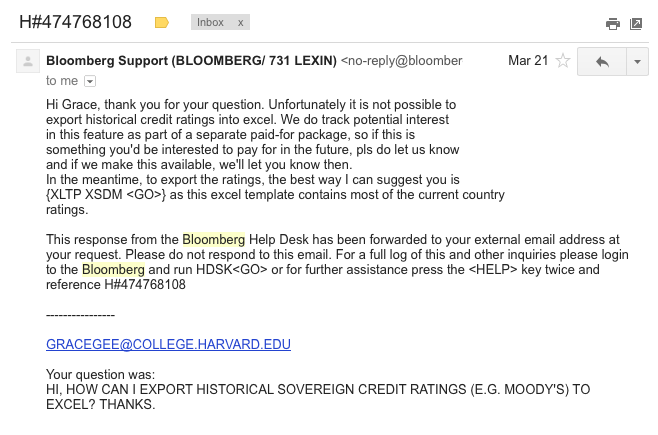 H#474768108
Inbox x
Bloomberg Support (BLOOMBERG/ 731 LEXIN) <no-reply@bloomber
Mar 21
to me
Hi Grace, thank you for your question. Unfortunately it is not possible to
export historical credit ratings into excel. We do track potential interest
in this feature as part of a separate paid-for package, so if this is
something you'd be interested to pay for in the future, pls do let us know
and if we make this available, we'll let you know then.
In the meantime, to export the ratings, the best way I can suggest you is
{XLTP XSDM <GO>} as this excel template contains most of the current country
ratings.
This response from the Bloomberg Help Desk has been forwarded to your external email address at
your request. Please do not respond to this email. For a full log of this and other inquiries please login
to the Bloomberg and run HDSK<GO> or for further assistance press the <HELP> key twice and
reference H#474768108
----------------
GRACEGEE@COLLEGE.HARVARD.EDU
Your question was:
HI, HOW CAN I EXPORT HISTORICAL SOVEREIGN CREDIT RATINGS (E.G. MOODY'S) TO
EXCEL? THANKS.